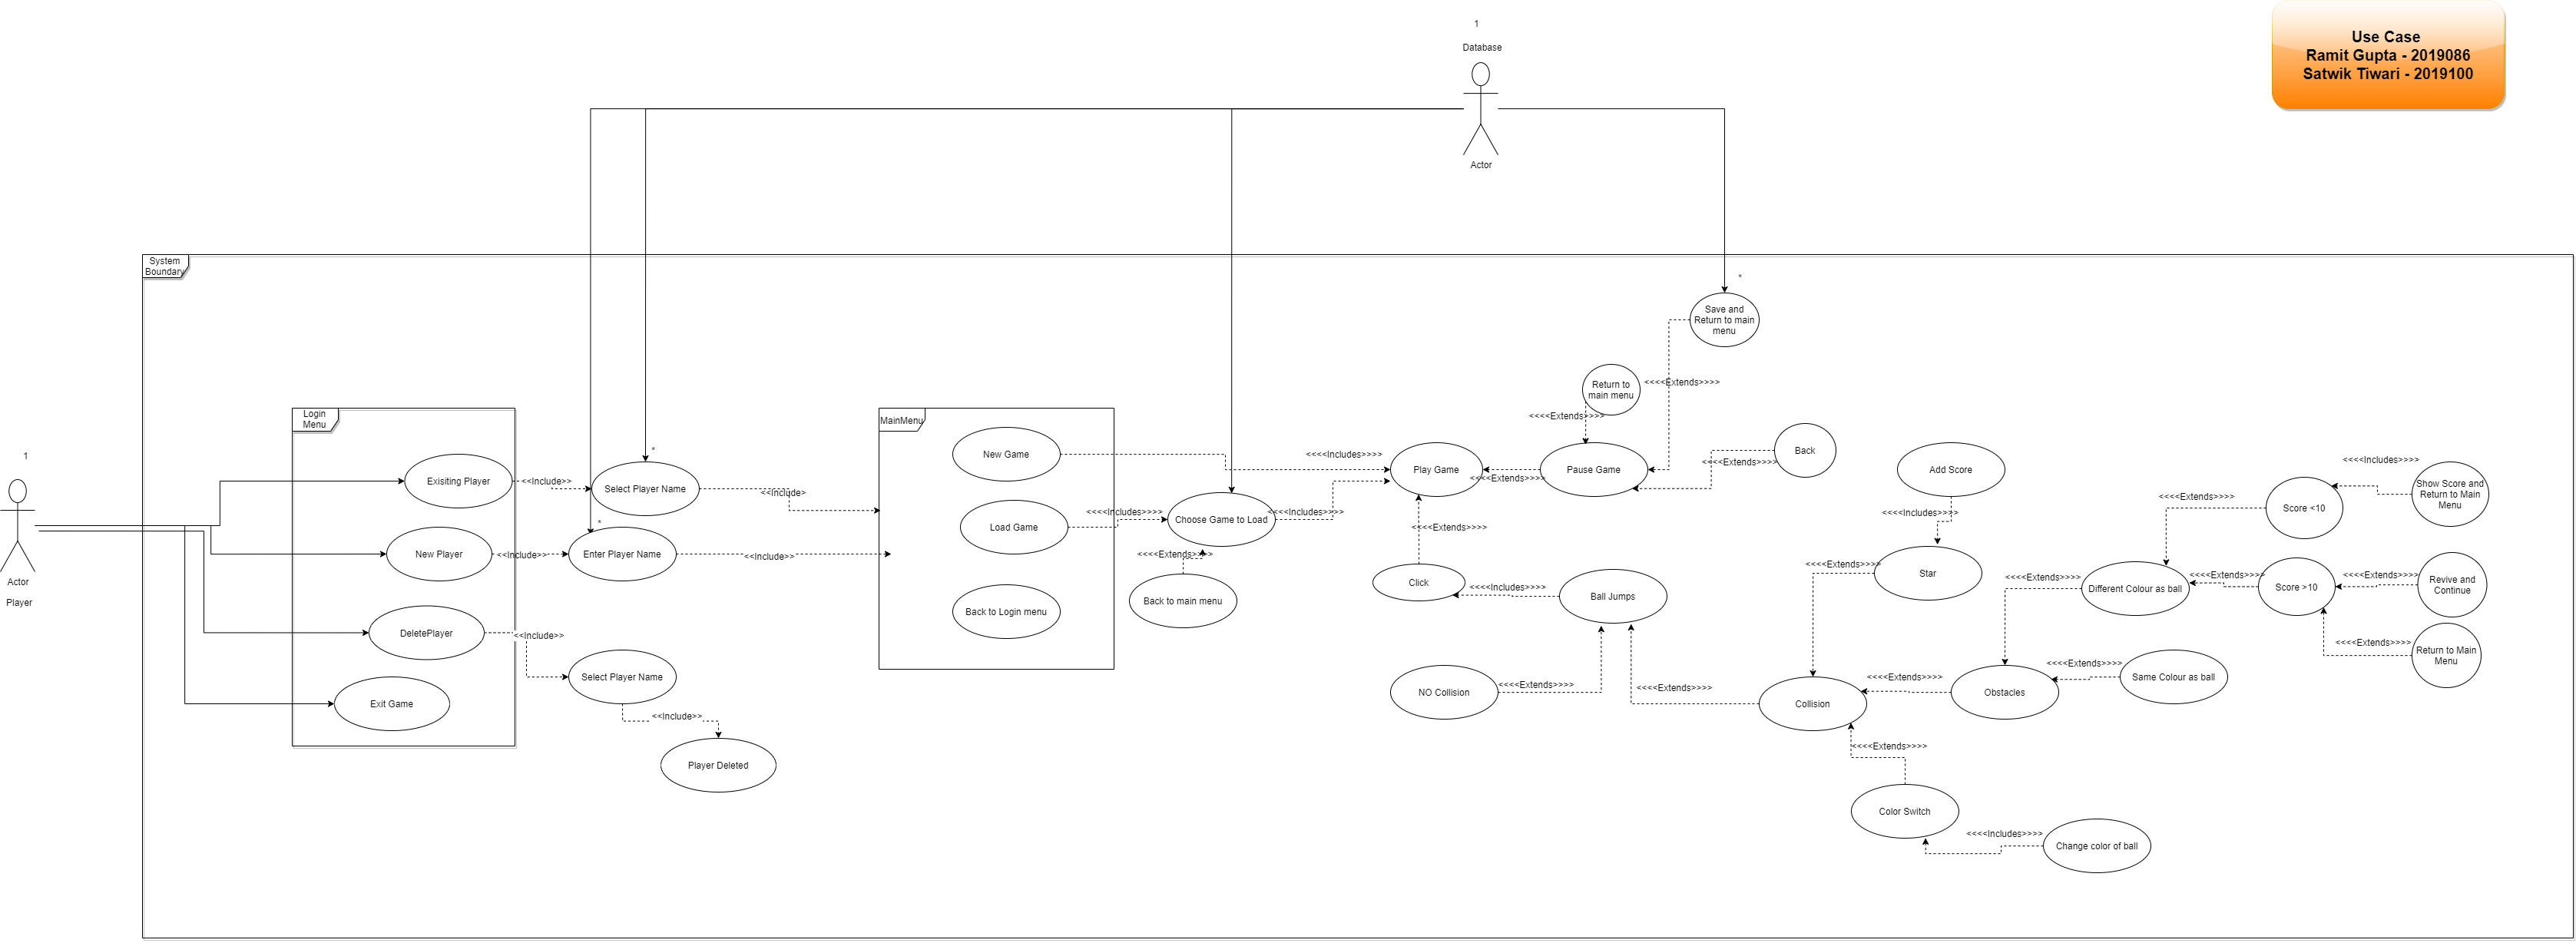 1
Database
Actor
Use Case
Ramit Gupta - 2019086
Satwik Tiwari - 2019100
System
Boundary
*
Save and
Return to main
menu
<<<<Extends>>>>
Return to
main menu
<<<<Extends>>>>
Login
Menu
MainMenu
1
Actor
Player
Exisiting Player
<<Include>>
*
Select Player Name
<<Include>
New Player
<<Include>>
*
Enter Player Name
<<Include>>
DeletePlayer
<<Include>>
Select Player Name
<<Include>>
Player Deleted
Exit Game
New Game
<<<<Includes>>>>
Load Game
<<<<Includes>>>>
Choose Game to Load
<<<<Includes>>>>
<<<<Extends>>>>
Back to main menu
Back to Login menu
Play Game
<<<<Extends>>>>
Pause Game
<<<<Extends>>>>
Back
<<<<Extends>>>>
Click
<<<<Includes>>>>
Ball Jumps
NO Collision
<<<<Extends>>>>
<<<<Extends>>>>
Collision
Add Score
<<<<Includes>>>>
<<<<Extends>>>>
Star
<<<<Extends>>>>
Obstacles
<<<<Extends>>>>
Same Colour as ball
<<<<Extends>>>>
Different Colour as ball
<<<<Extends>>>>
Score <10
<<<<Includes>>>>
Show Score and
Return to Main
Menu
<<<<Extends>>>>
Score >10
<<<<Extends>>>>
Revive and
Continue
<<<<Extends>>>>
Return to Main
Menu
<<<<Extends>>>>
Color Switch
<<<<Includes>>>>
Change color of ball